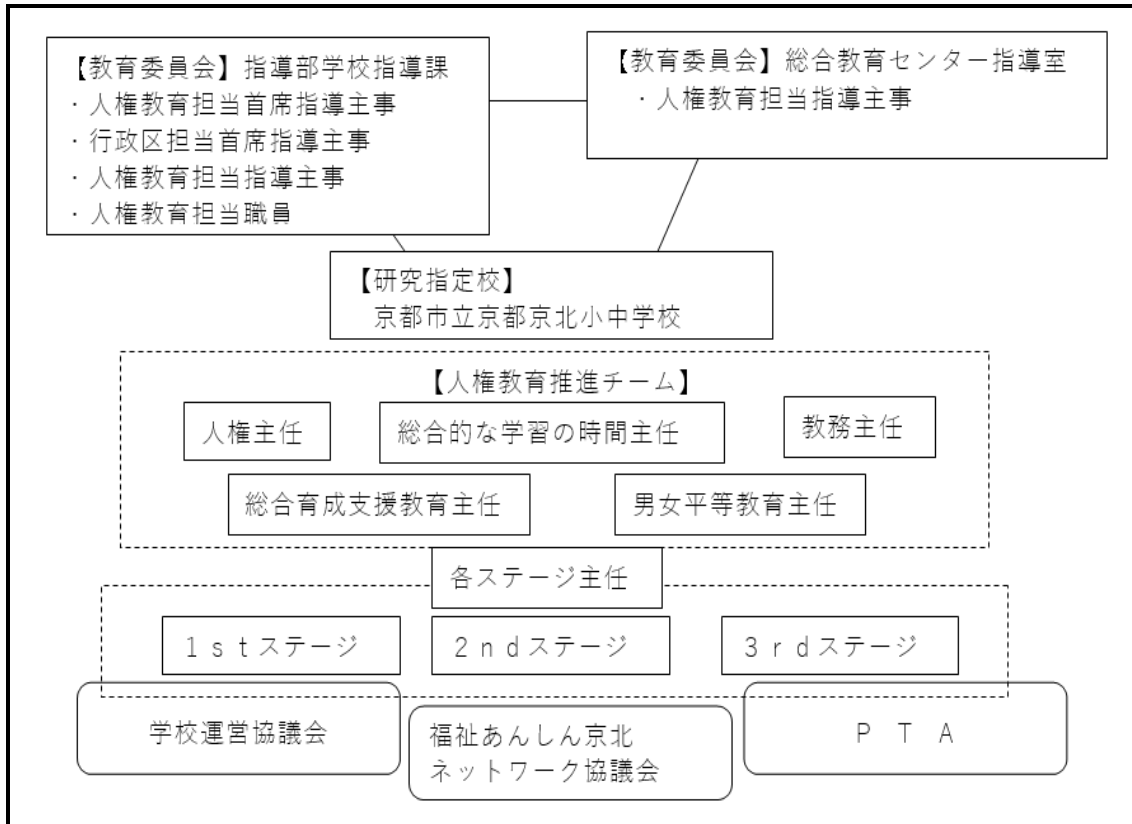 【教育委員会】指導部学校指導課
・人権教育担当首席指導主事
・行政区担当首席指導主事
・人権教育担当指導主事
・人権教育担当職員
【教育委員会】総合教育センター指導室
・人権教育担当指導主事
【研究指定校】
京都市立京都京北小中学校
【人権教育推進チーム】
人権主任
総合的な学習の時間主任
教務主任
総合育成支援教育主任
男女平等教育主任
各ステージ主任
1ｓｔステージ
2ｎｄステージ
3ｒｄステージ
学校運営協議会
福祉あんしん京北
ネットワーク協議会
Ｐ　Ｔ　Ａ